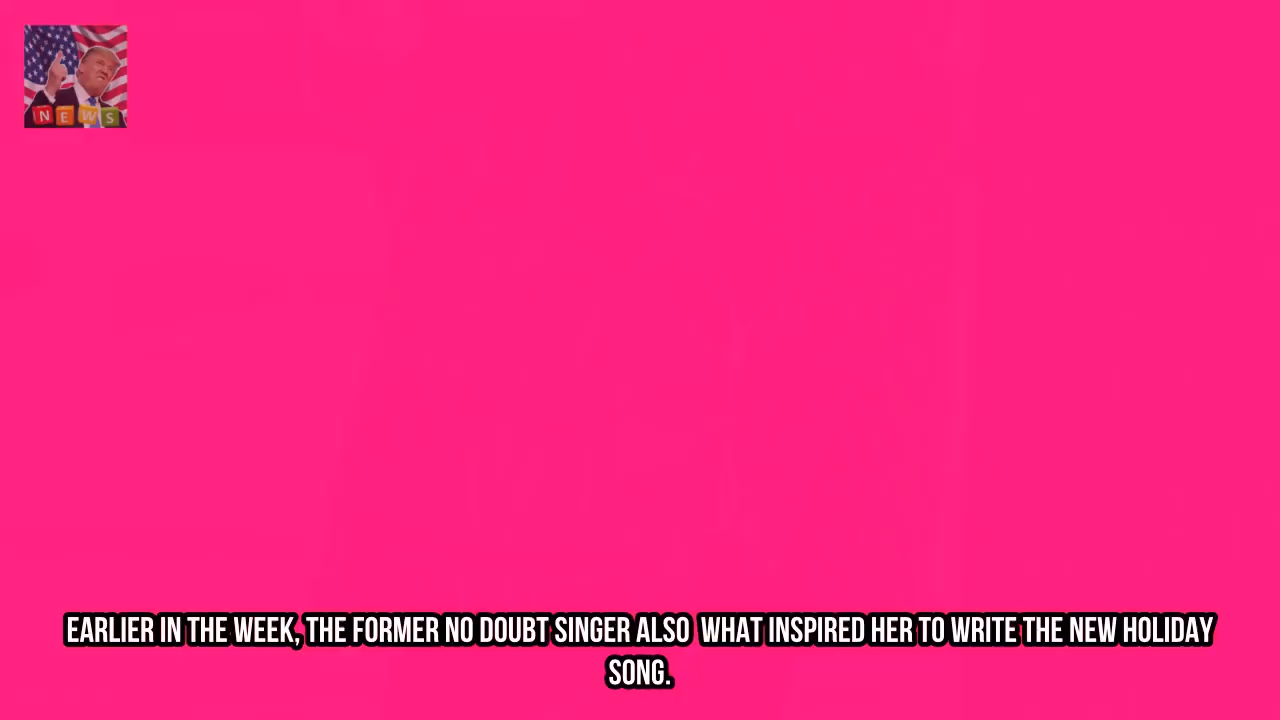 NEWS
EARLIER IN THE WEEK, THE FORMER NO DOUBT SINGER ALSO  WHAT INSPIRED HER TO WRITE THE NEW HOLIDAY
SONG.